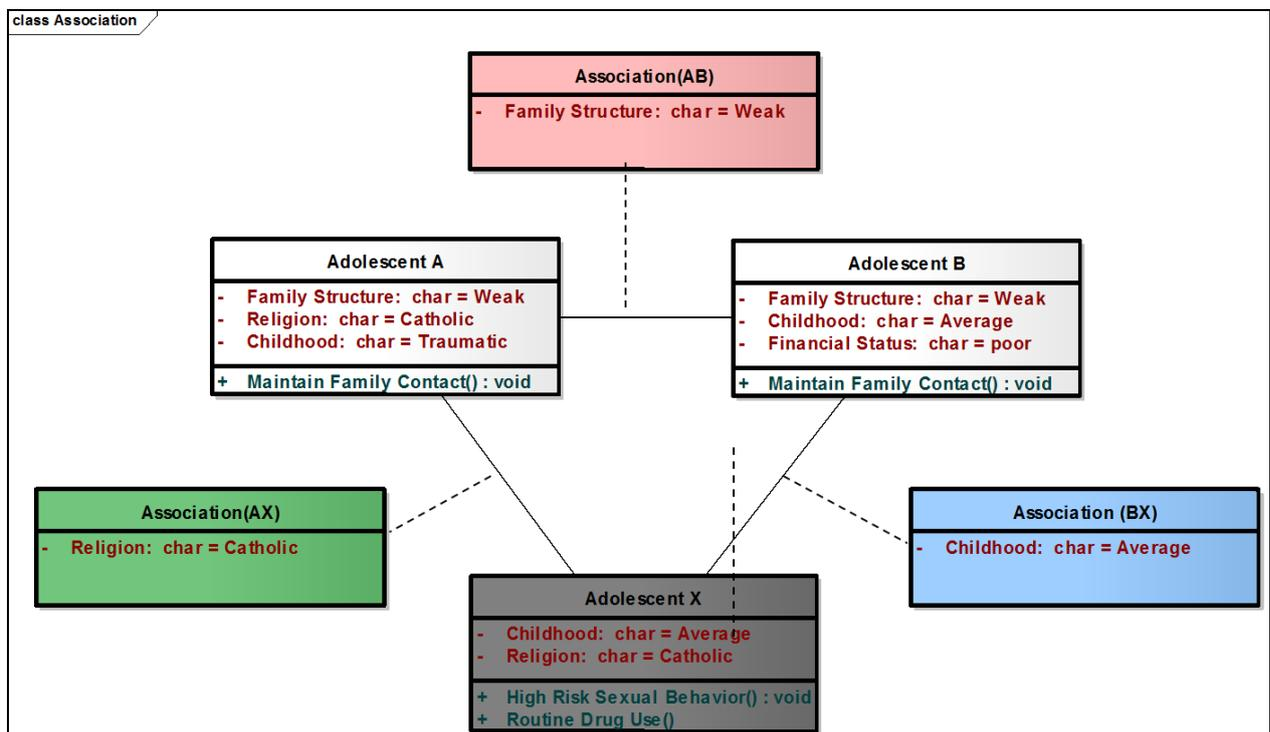 class Association
Association(AB)
- Family Structure: char = Weak
Adolescent A
- Family Structure: char = Weak
- Religion: char = Catholic
- Childhood: char = Traumatic
+ Maintain Family Contact() : void
Adolescent B
- Family Structure: char = Weak
- Childhood: char = Average
- Financial Status: char = poor
+ Maintain Family Contact() : void
Association(AX)
- Religion: char = Catholic
Association (BX)
- Childhood: char = Average
Adolescent X
- Childhood: char = Average
- Religion: char = Catholic
+ High Risk Sexual Behavior() : void
+ Routine Drug Use()